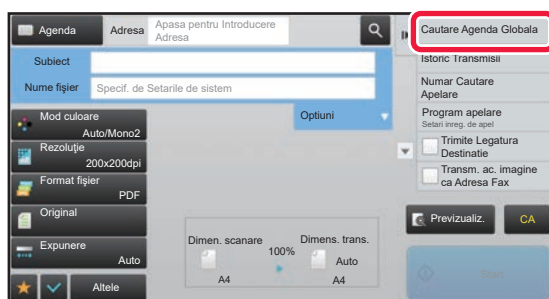 Agenda
Adresa
Apasa pentru Introducere
Adresa
Subiect
Nume fişier
Specif. de Setarile de sistem
Optiuni
Mod culoare
Auto/Mono2
Rezoluţie
200x200dpi
Format fişier
PDF
Original
Expunere
Auto
Altele
Dimen. scanare
100%
Dimens. trans.
Auto
A4
A4
Cautare Agenda Globala
Istoric Transmisii
Numar Cautare
Apelare
Program apelare
Setari inreg. de apel
Trimite Legatura
Destinatie
Transm. ac. imagine
ca Adresa Fax
Previzualiz.
CA
Start